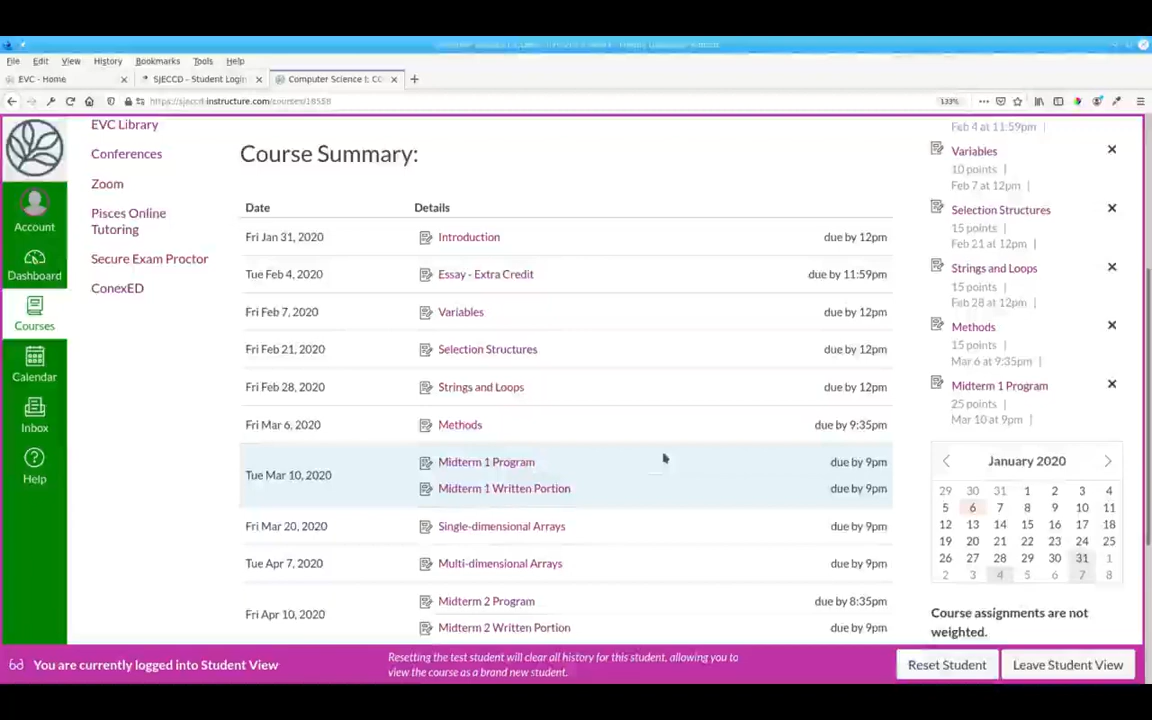 File Edit View History Bookmarks Tools Help
EVC - Home
SJECCD - Student Login
Computer Science I: CO
https://sjeccd.instructure.com/courses/18558
133%
Account
Dashboard
Courses
Calendar
Inbox
Help
EVC Library
Conferences
Zoom
Pisces Online
Tutoring
Secure Exam Proctor
ConexED
Course Summary:
Date Details
Fri Jan 31, 2020 Introduction due by 12pm
Tue Feb 4, 2020 Essay - Extra Credit due by 11:59pm
Fri Feb 7, 2020 Variables due by 12pm
Fri Feb 21, 2020 Selection Structures due by 12pm
Fri Feb 28, 2020 Strings and Loops due by 12pm
Fri Mar 6, 2020 Methods due by 9:35pm
Tue Mar 10, 2020 Midterm 1 Program due by 9pm
Midterm 1 Written Portion due by 9pm
Fri Mar 20, 2020 Single-dimensional Arrays due by 9pm
Tue Apr 7, 2020 Multi-dimensional Arrays due by 9pm
Fri Apr 10, 2020 Midterm 2 Program due by 8:35pm
Midterm 2 Written Portion due by 9pm
Feb 4 at 11:59pm |
Variables
10 points |
Feb 7 at 12pm |
Selection Structures
15 points |
Feb 21 at 12pm |
Strings and Loops
15 points |
Feb 28 at 12pm |
Methods
15 points |
Mar 6 at 9:35pm |
Midterm 1 Program
25 points |
Mar 10 at 9pm |
January 2020
29 30 31 1 2 3 4
5 6 7 8 9 10 11
12 13 14 15 16 17 18
19 20 21 22 23 24 25
26 27 28 29 30 31 1
2 3 4 5 6 7 8
Course assignments are not
weighted.
You are currently logged into Student View
Resetting the test student will clear all history for this student, allowing you to
view the course as a brand new student.
Reset Student
Leave Student View